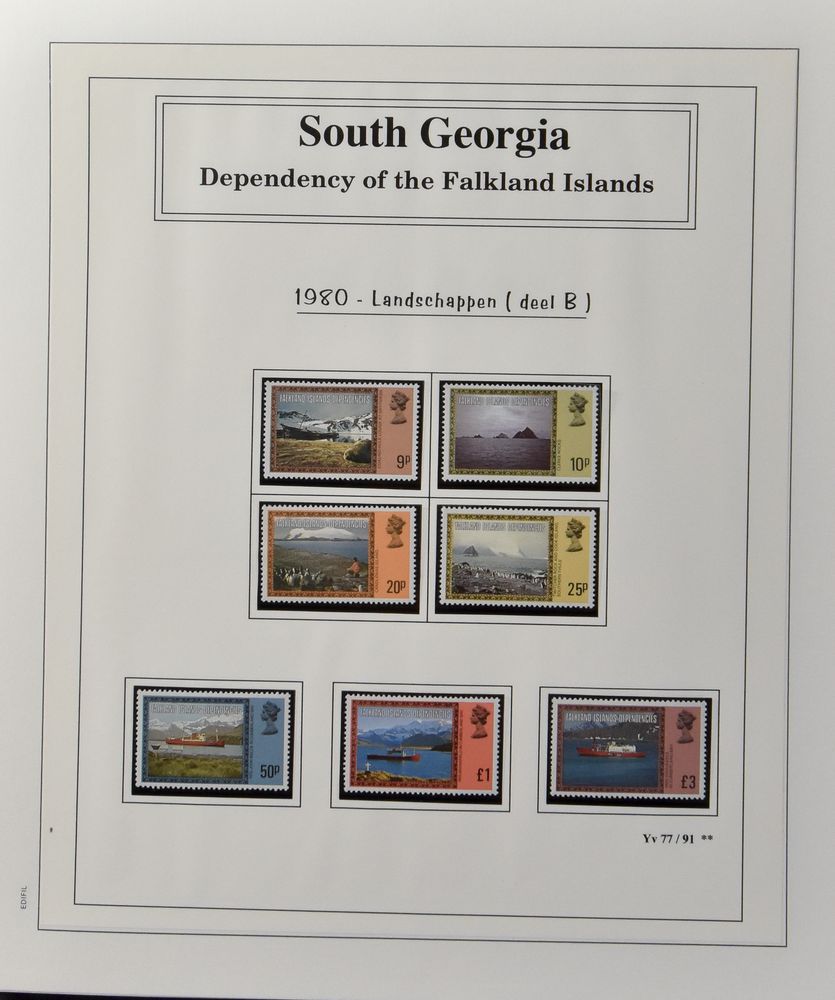 South Georgia
Dependency of the Falkland Islands
1980 - Landschappen ( deel B )
FALKLAND ISLANDS DEPENDENCIES
9P
FALKLAND ISLANDS DEPENDENCIES
10P
FALKLAND ISLANDS DEPENDENCIES
20P
FALKLAND ISLANDS DEPENDENCIES
25P
FALKLAND ISLANDS DEPENDENCIES
50P
FALKLAND ISLANDS DEPENDENCIES
£1
FALKLAND ISLANDS DEPENDENCIES
£3
Yv 77 / 91 **
EDIFIL